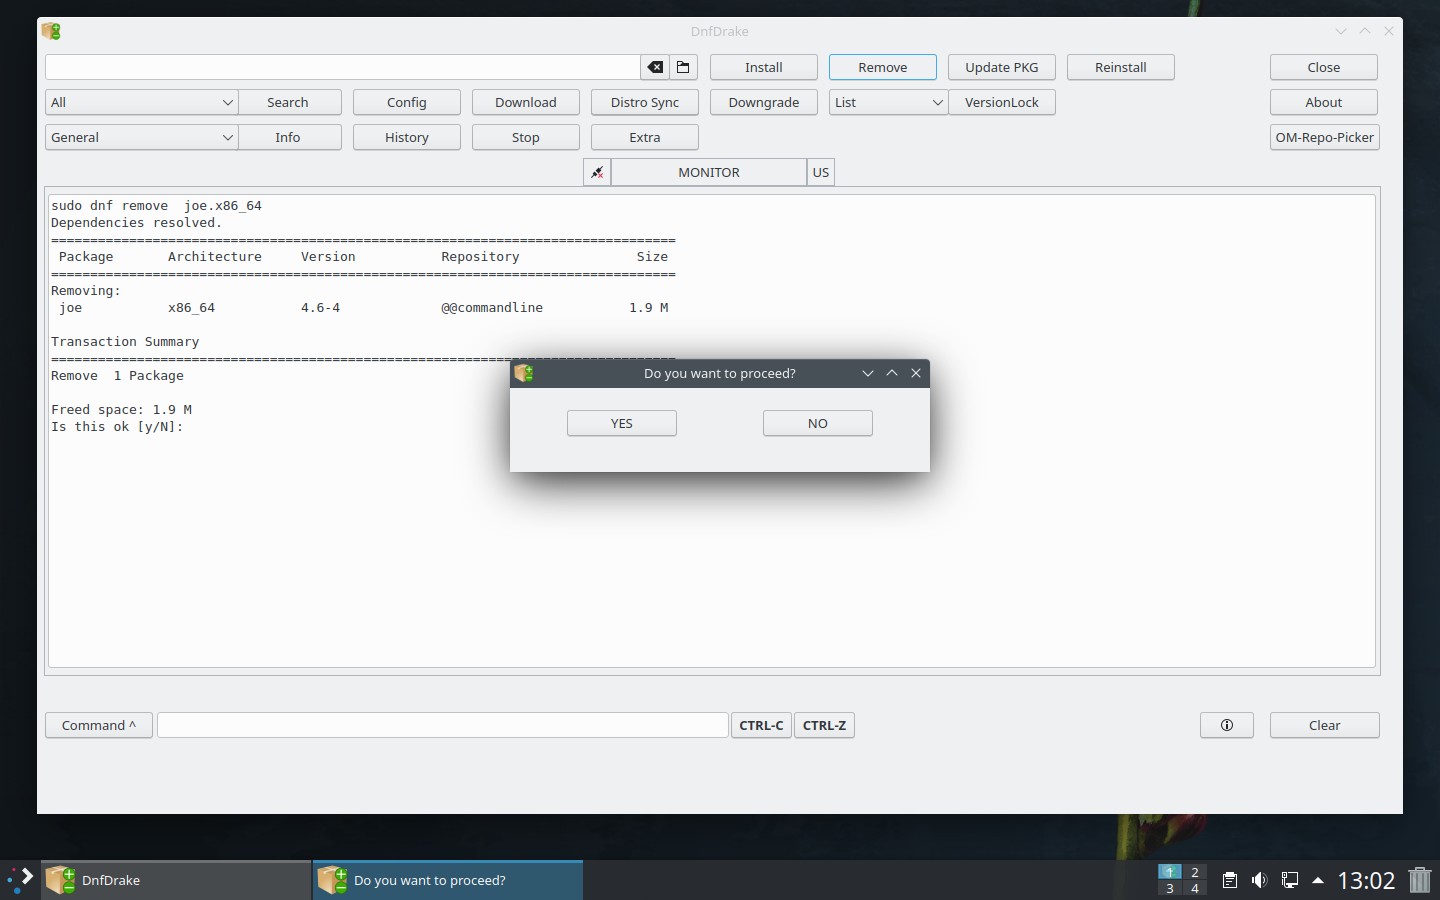 DnfDrake
Install Remove Update PKG Reinstall Close
All Search Config Download Distro Sync Downgrade List VersionLock About
General Info History Stop Extra OM-Repo-Picker
MONITOR US
sudo dnf remove  joe.x86_64
Dependencies resolved.
================================================================================
 Package       Architecture     Version           Repository               Size
================================================================================
Removing:
 joe           x86_64           4.6-4             @@commandline           1.9 M
Transaction Summary
================================================================================
Remove  1 Package
Freed space: 1.9 M
Is this ok [y/N]:
Do you want to proceed?
YES NO
Command ^ CTRL-C CTRL-Z Clear
DnfDrake Do you want to proceed? 1 2 3 4 13:02